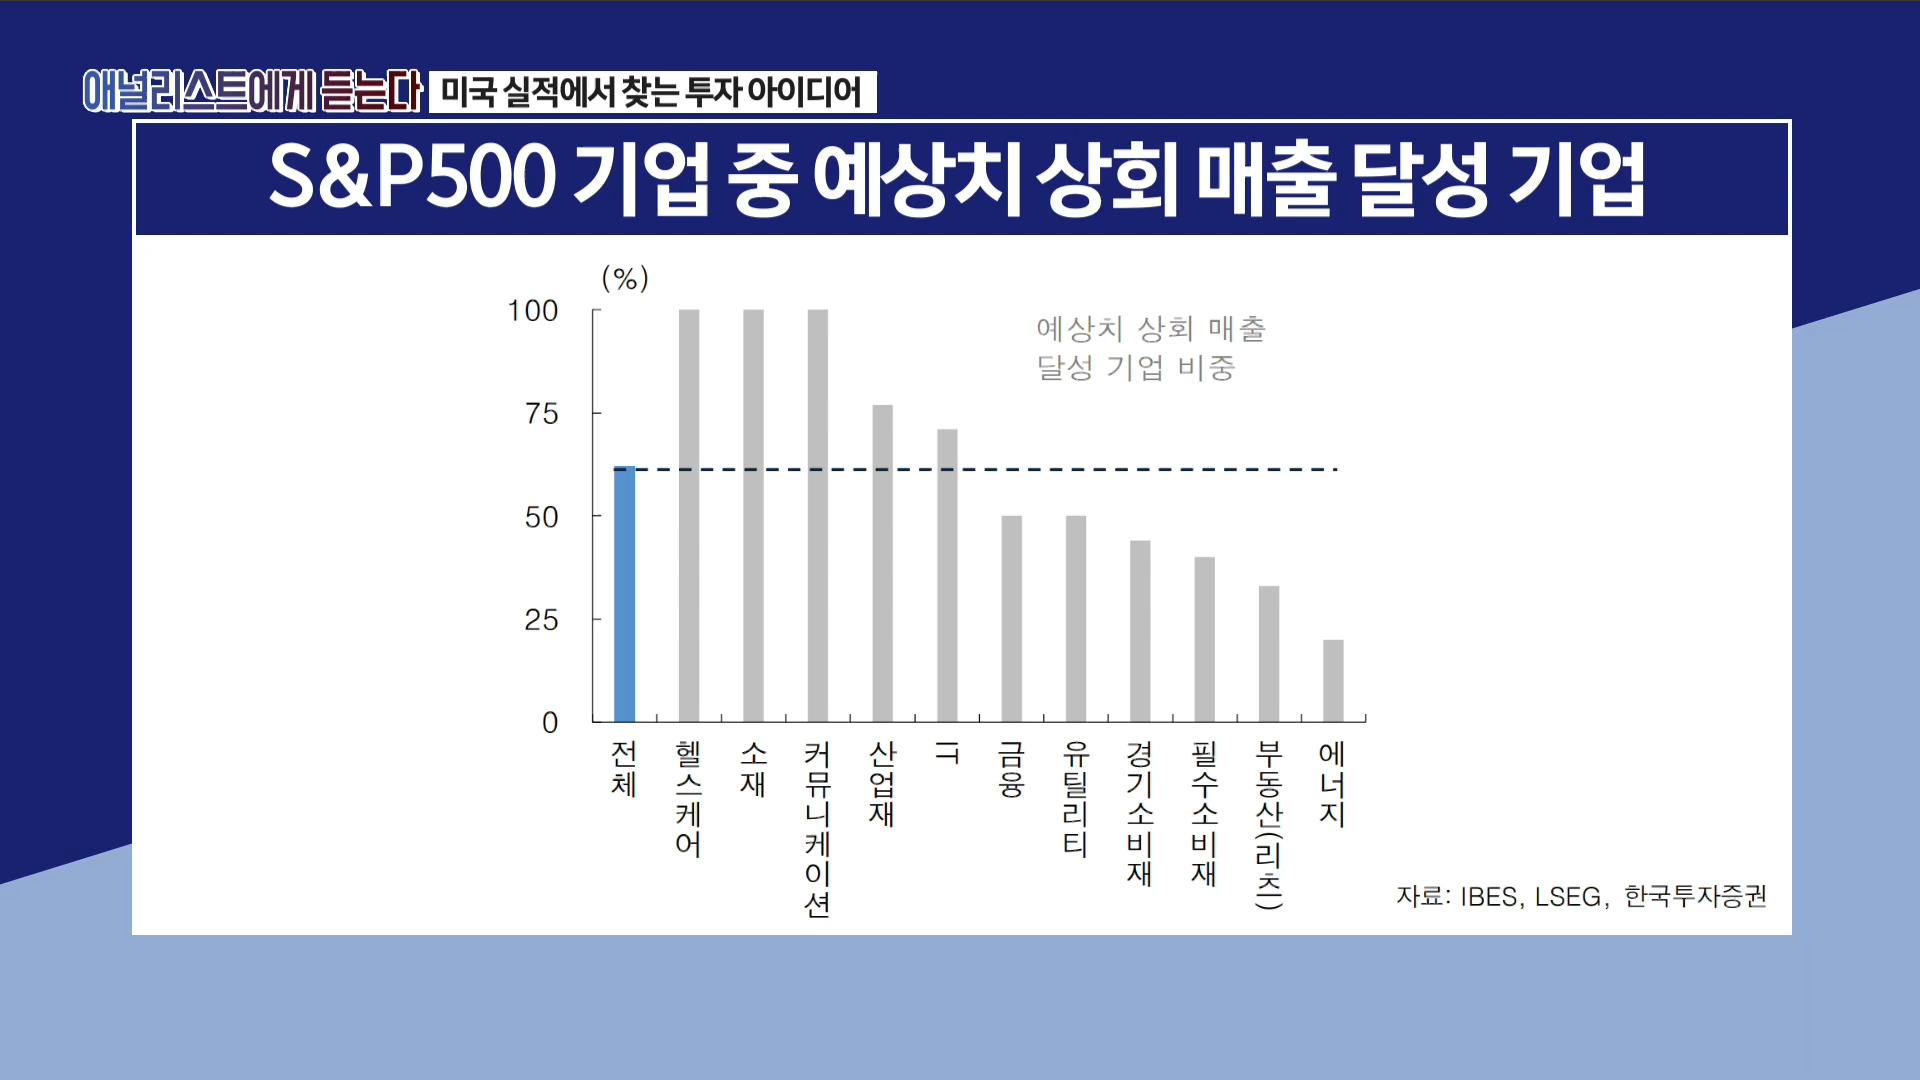 애널리스트에게 듣는다 미국 실적에서 찾는 투자 아이디어
S&P500 기업 중 예상치 상회 매출 달성 기업
(%)
100
75
50
25
0
예상치 상회 매출
달성 기업 비중
전체
헬스케어
소재
커뮤니케이션
산업재
IT
금융
유틸리티
경기소비재
필수소비재
부동산(리츠)
에너지
자료: IBES, LSEG, 한국투자증권